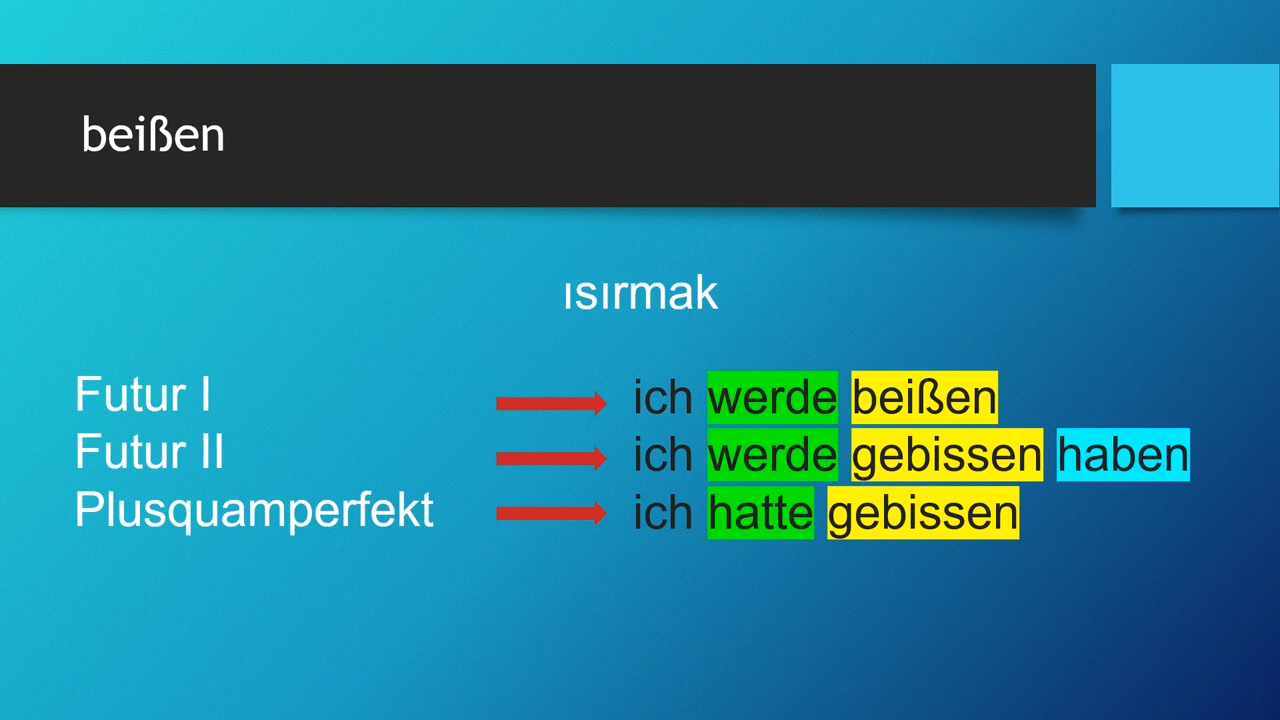 beißen
ısırmak
Futur I ich werde beißen
Futur II ich werde gebissen haben
Plusquamperfekt ich hatte gebissen